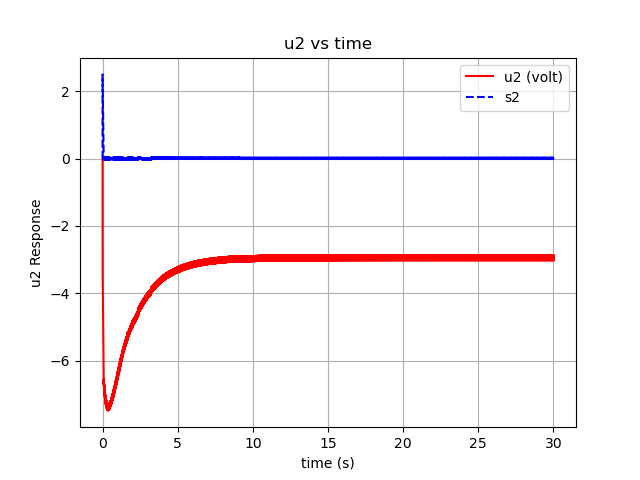 u2 vs time
u2 (volt)
s2
2
0
−2
−4
−6
u2 Response
0
5
10
15
20
25
30
time (s)